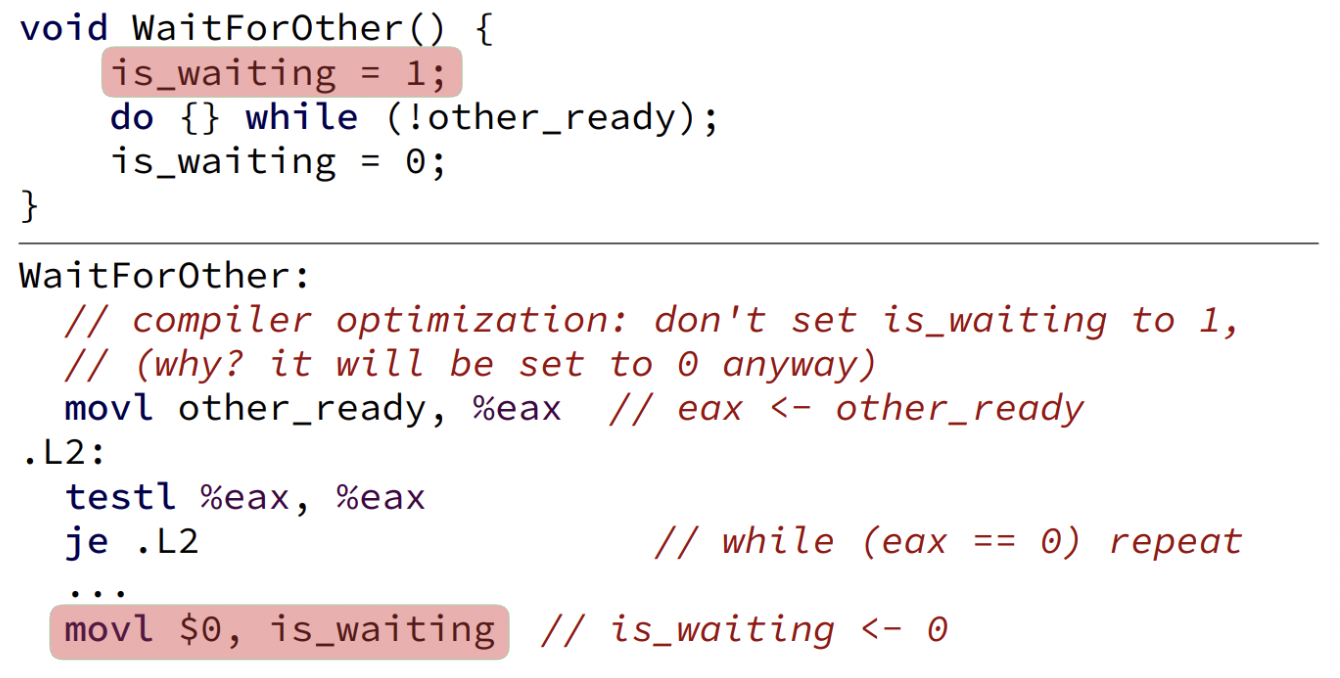 void WaitForOther() {
is_waiting = 1;
do {} while (!other_ready);
is_waiting = 0;
}
WaitForOther:
// compiler optimization: don't set is_waiting to 1,
// (why? it will be set to 0 anyway)
movl other_ready, %eax // eax <- other_ready
.L2:
testl %eax, %eax
je .L2 // while (eax == 0) repeat
...
movl $0, is_waiting // is_waiting <- 0